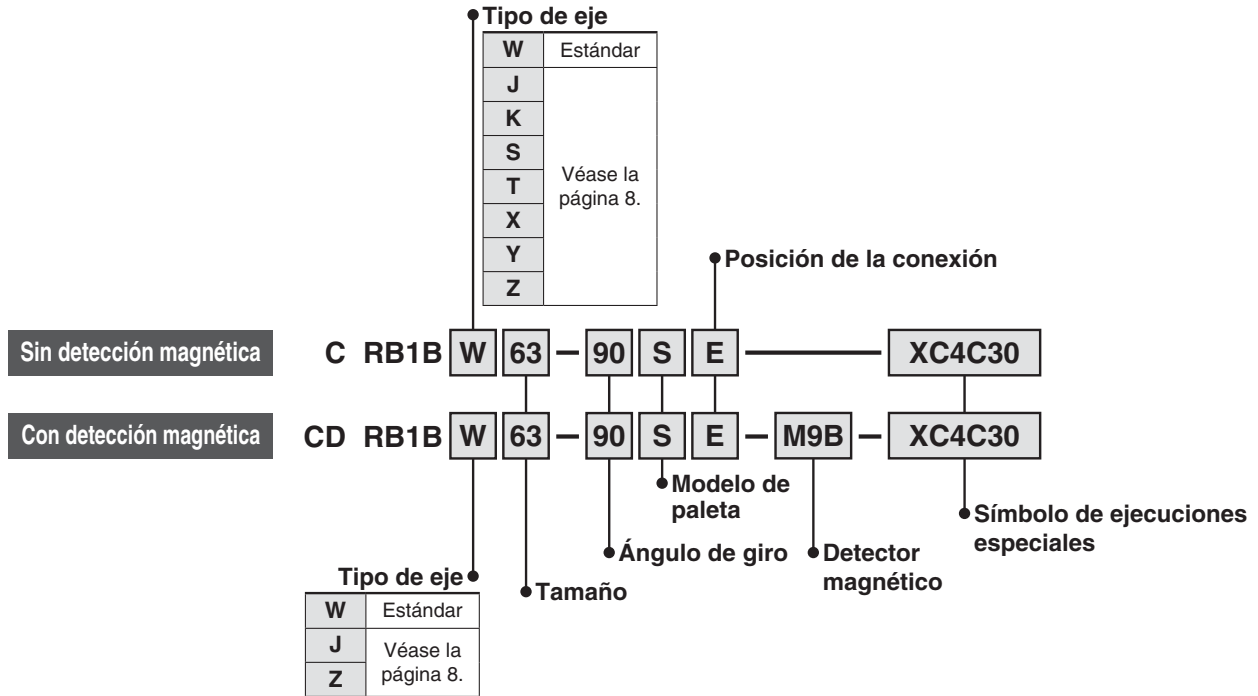 Tipo de eje
W Estándar
J
K
S
T
X
Y
Z
Véase la
página 8.
Posición de la conexión
Sin detección magnética C RB1B W 63 — 90 S E — XC4C30
Con detección magnética CD RB1B W 63 — 90 S E — M9B — XC4C30
Modelo de
paleta
Símbolo de ejecuciones
especiales
Ángulo de giro
Detector
magnético
Tipo de eje
Tamaño
W Estándar
J
Z
Véase la
página 8.